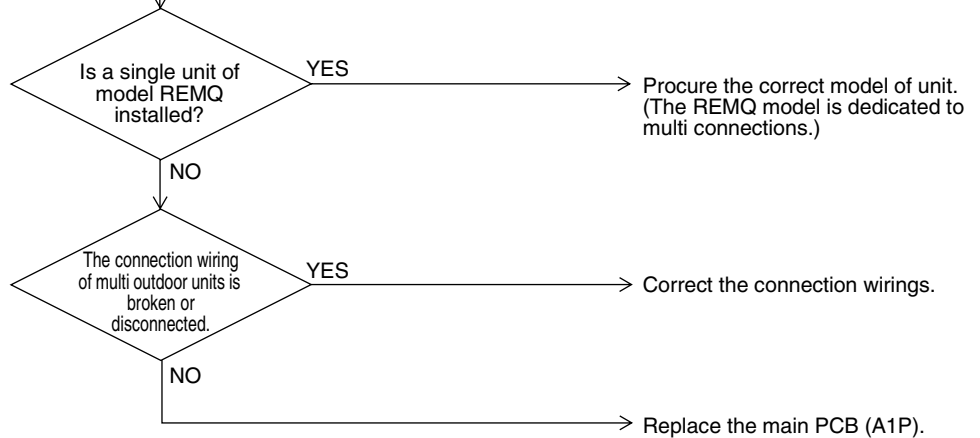 Is a single unit of
model REMQ
installed?
YES
Procure the correct model of unit.
(The REMQ model is dedicated to
multi connections.)
NO
The connection wiring
of multi outdoor units is
broken or
disconnected.
YES
Correct the connection wirings.
NO
Replace the main PCB (A1P).